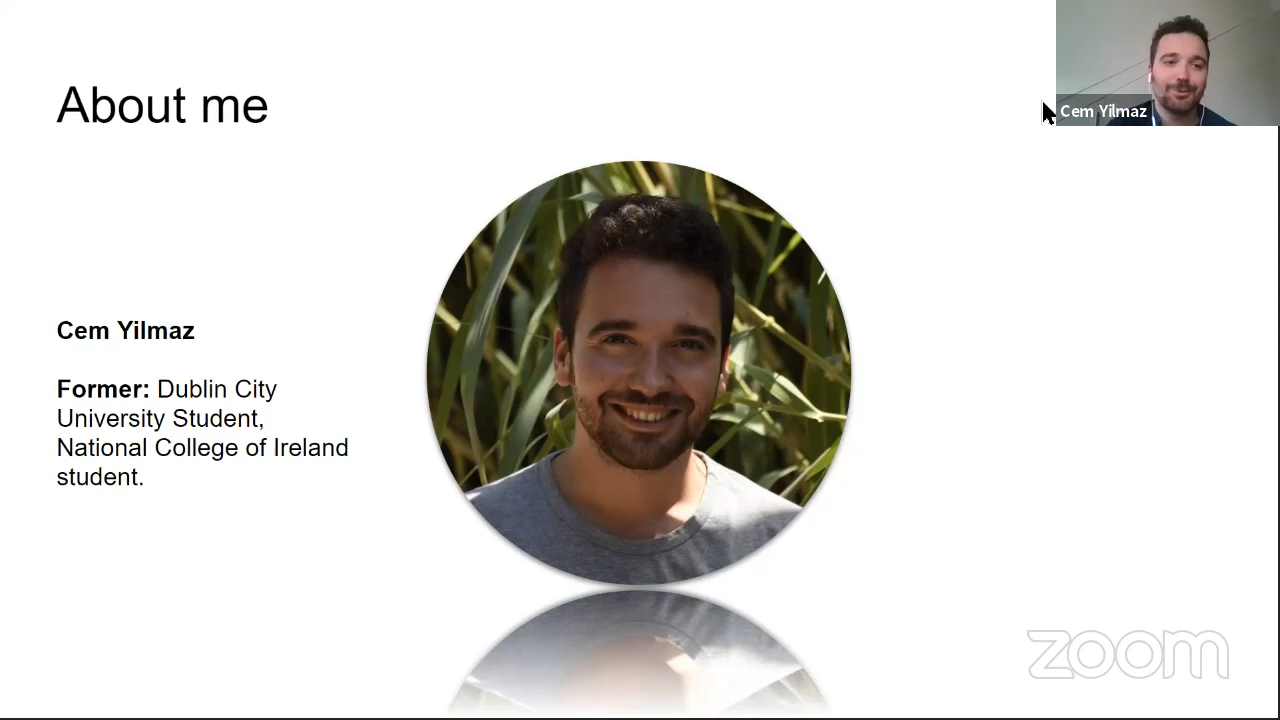 About me
Cem Yilmaz
Cem Yilmaz
Former: Dublin City
University Student,
National College of Ireland
student.
zoom